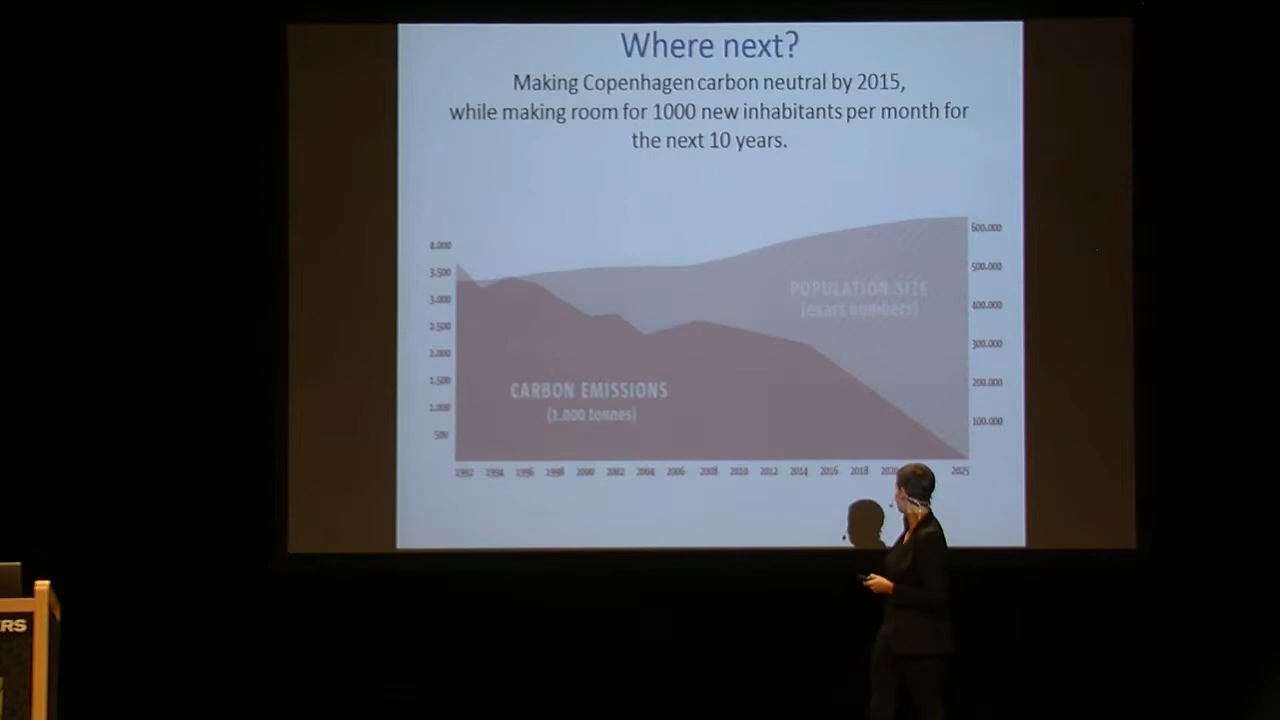 Where next?
Making Copenhagen carbon neutral by 2015,
while making room for 1000 new inhabitants per month for
the next 10 years.
4.000
3.500
3.000
2.500
2.000
1.500
1.000
500
600.000
500.000
400.000
300.000
200.000
100.000
POPULATION SIZE
numbers)
CARBON EMISSIONS
(1.000 tonnes)
1992 1994 1996 1998 2000 2002 2004 2006 2008 2010 2012 2014 2016 2018 2025
RS